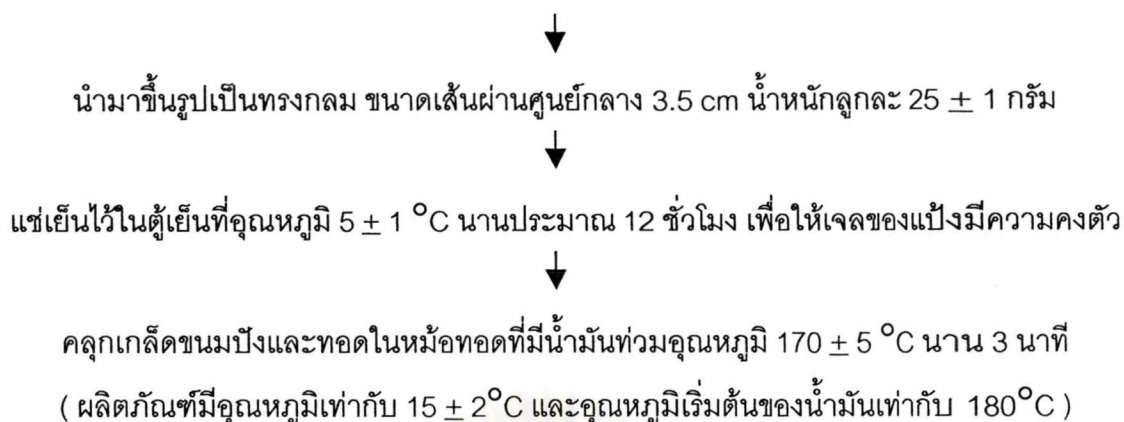 นำมาขึ้นรูปเป็นทรงกลม ขนาดเส้นผ่านศูนย์กลาง 3.5 cm น้ำหนักลูกละ 25 ± 1 กรัม
แช่เย็นไว้ในตู้เย็นที่อุณหภูมิ 5 ± 1 °C นานประมาณ 12 ชั่วโมง เพื่อให้เจลของแป้งมีความคงตัว
คลุกเกล็ดขนมปังและทอดในหม้อทอดที่มีน้ำมันท่วมอุณหภูมิ 170 ± 5 °C นาน 3 นาที
( ผลิตภัณฑ์มีอุณหภูมิเท่ากับ 15 ± 2°C และอุณหภูมิเริ่มต้นของน้ำมันเท่ากับ 180°C )